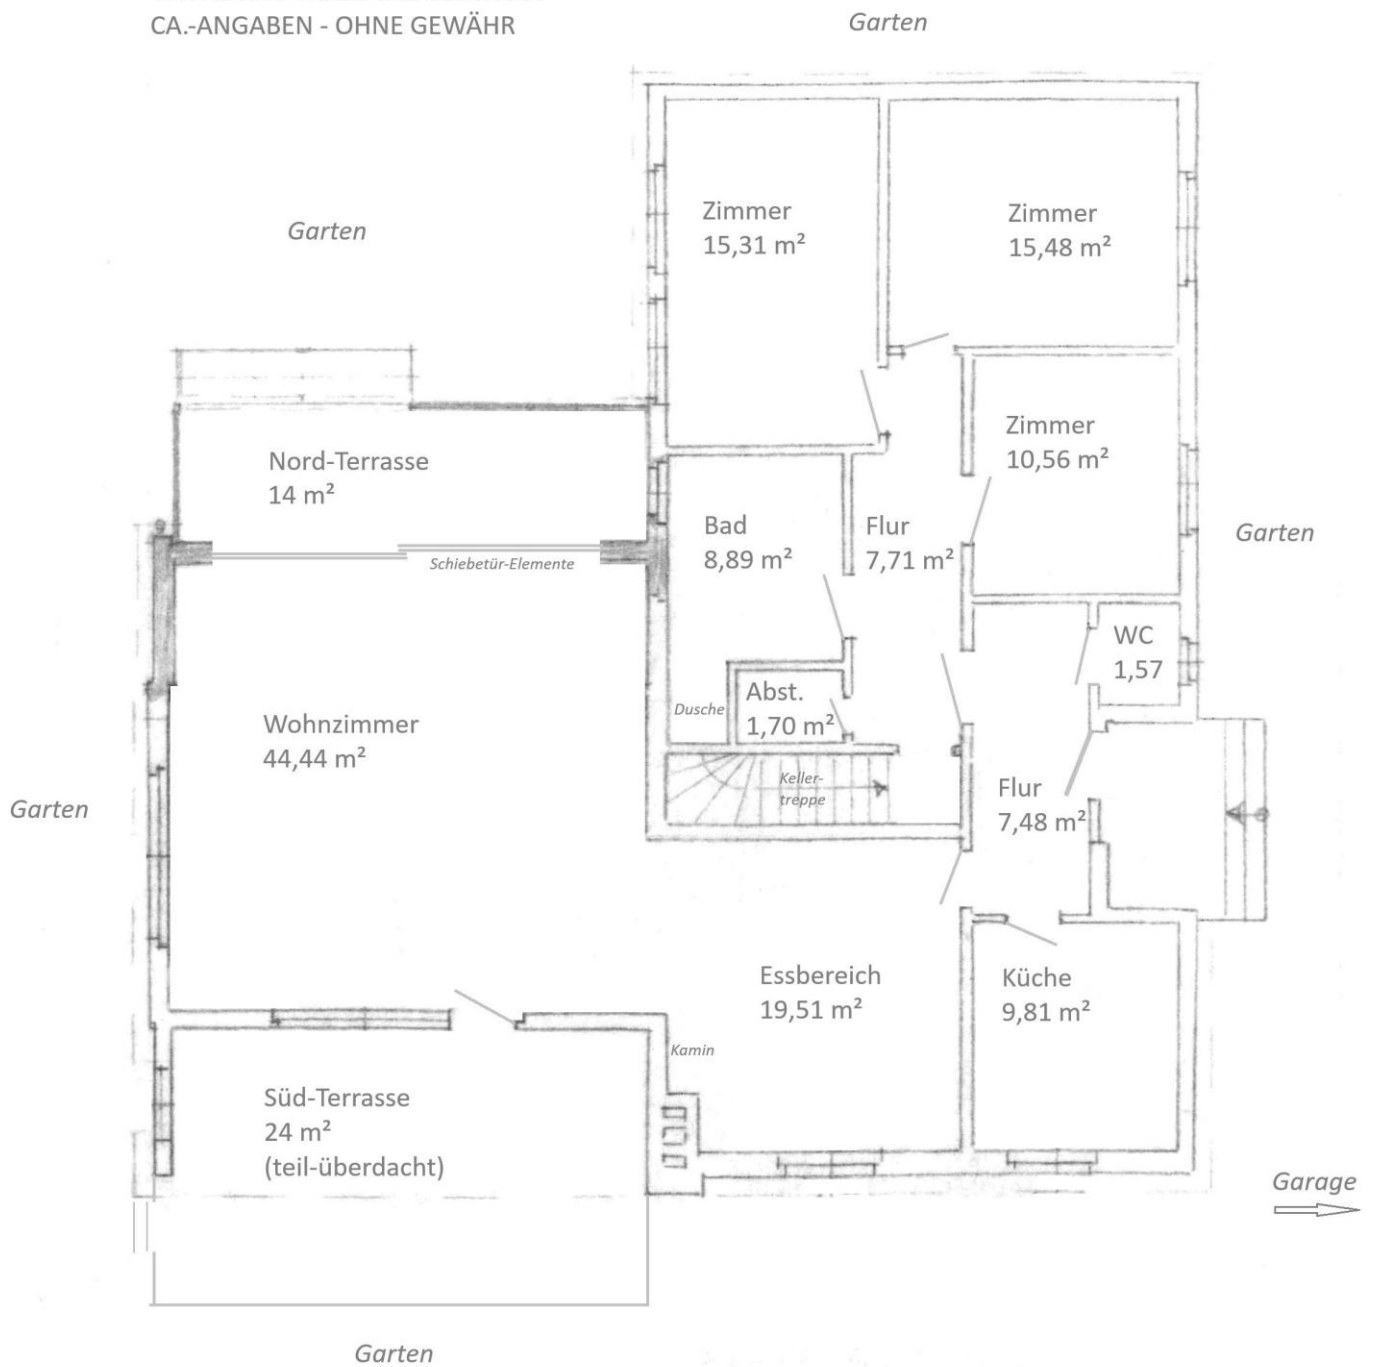 CA.-ANGABEN - OHNE GEWÄHR
Garten
Garten
Zimmer
15,31 m²
Zimmer
15,48 m²
Zimmer
10,56 m²
Nord-Terrasse
14 m²
Schiebetür-Elemente
Bad
8,89 m²
Flur
7,71 m²
Garten
WC
1,57
Dusche
Abst.
1,70 m²
Wohnzimmer
44,44 m²
Keller-
treppe
Flur
7,48 m²
Garten
Essbereich
19,51 m²
Küche
9,81 m²
Kamin
Süd-Terrasse
24 m²
(teil-überdacht)
Garage
Garten